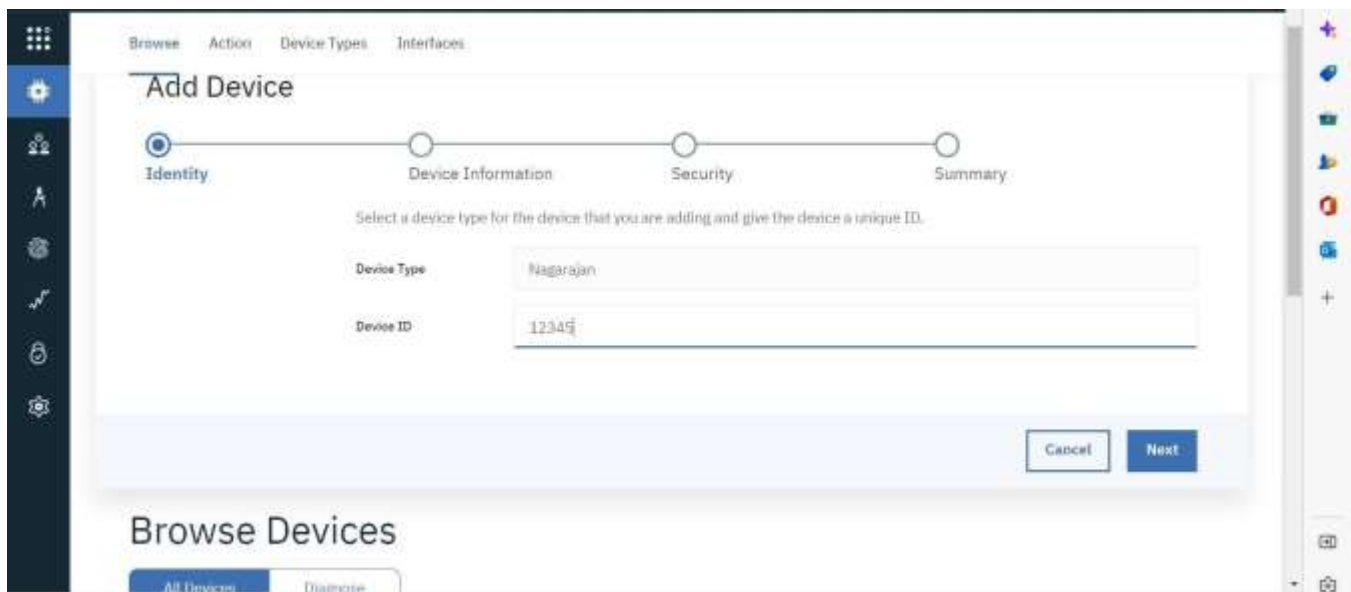 Browse Action Device Types Interfaces
Add Device
Identity Device Information Security Summary
Select a device type for the device that you are adding and give the device a unique ID.
Device Type Nagarajan
Device ID 12345
Cancel Next
Browse Devices
All Devices Diagnose